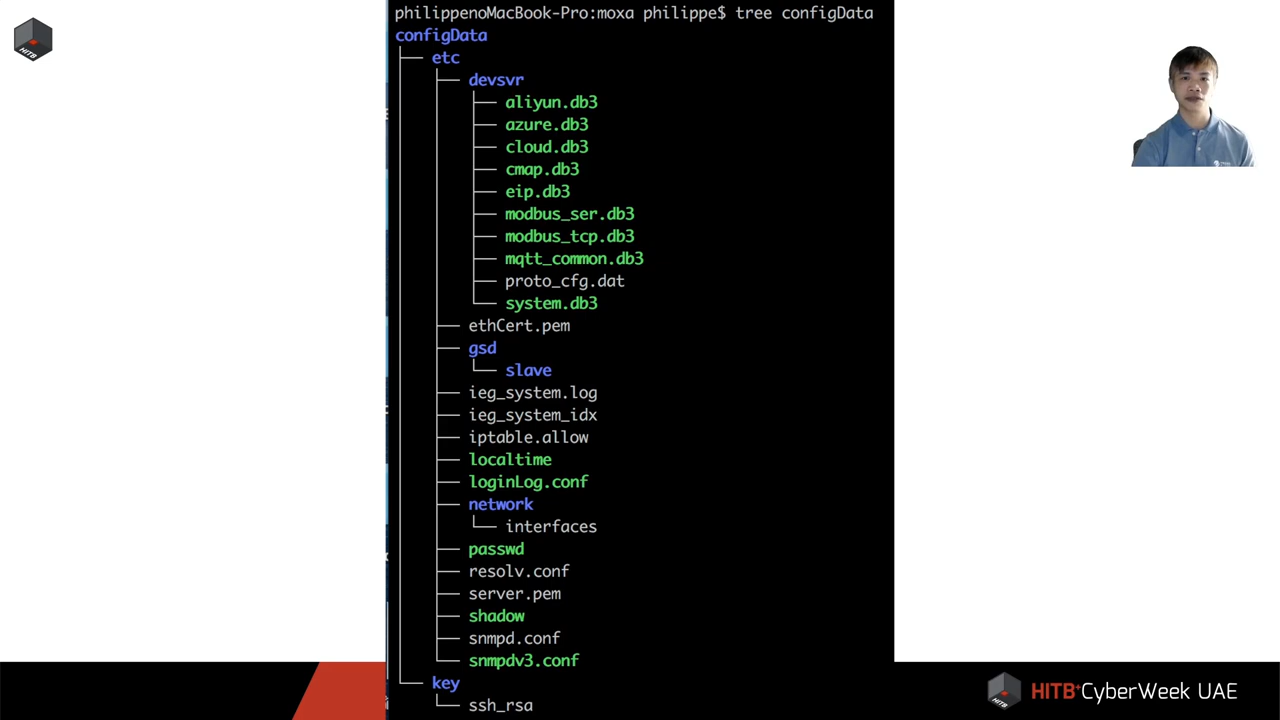 philippenoMacBook-Pro:moxa philippe$ tree configData
configData
├── etc
│   ├── devsvr
│   │   ├── aliyun.db3
│   │   ├── azure.db3
│   │   ├── cloud.db3
│   │   ├── cmap.db3
│   │   ├── eip.db3
│   │   ├── modbus_ser.db3
│   │   ├── modbus_tcp.db3
│   │   ├── mqtt_common.db3
│   │   ├── proto_cfg.dat
│   │   └── system.db3
│   ├── ethCert.pem
│   ├── gsd
│   │   └── slave
│   ├── ieg_system.log
│   ├── ieg_system_idx
│   ├── iptable.allow
│   ├── localtime
│   ├── loginLog.conf
│   ├── network
│   │   └── interfaces
│   ├── passwd
│   ├── resolv.conf
│   ├── server.pem
│   ├── shadow
│   ├── snmpd.conf
│   └── snmpdv3.conf
└── key
    └── ssh_rsa
HITB
HITB
HITB+CyberWeek UAE